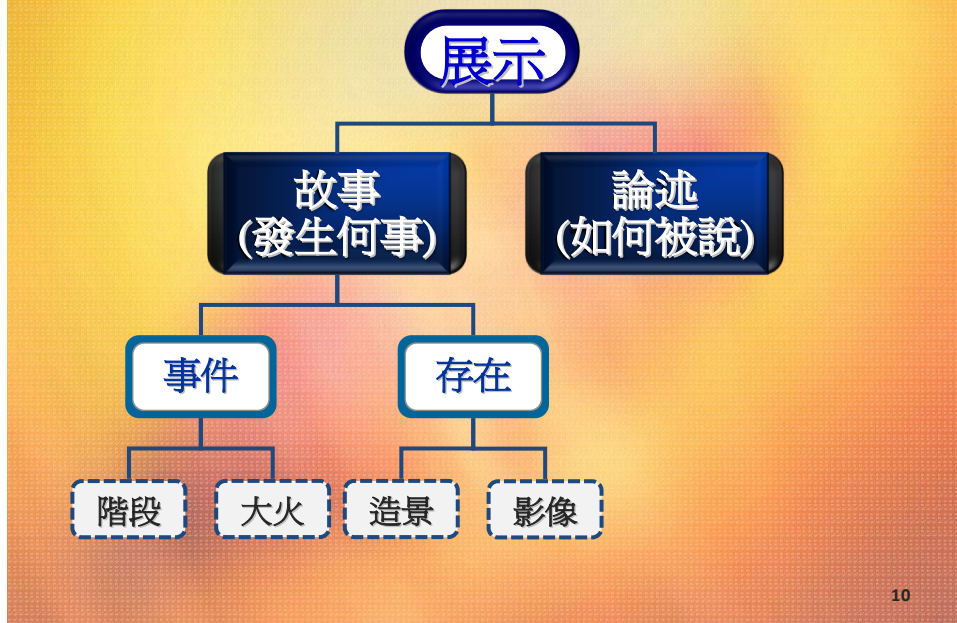 展示
故事
(發生何事)
論述
(如何被說)
事件
存在
階段
大火
造景
影像
10